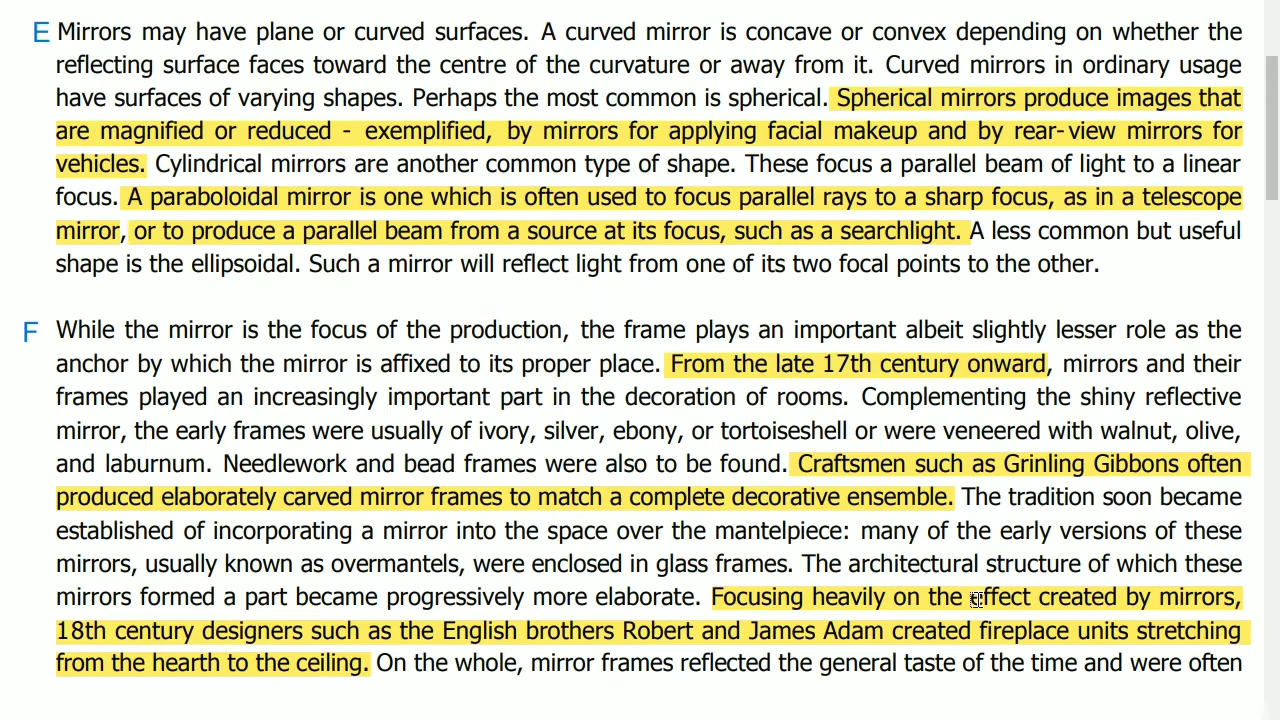 E Mirrors may have plane or curved surfaces. A curved mirror is concave or convex depending on whether the
reflecting surface faces toward the centre of the curvature or away from it. Curved mirrors in ordinary usage
have surfaces of varying shapes. Perhaps the most common is spherical. Spherical mirrors produce images that
are magnified or reduced - exemplified, by mirrors for applying facial makeup and by rear-view mirrors for
vehicles. Cylindrical mirrors are another common type of shape. These focus a parallel beam of light to a linear
focus. A paraboloidal mirror is one which is often used to focus parallel rays to a sharp focus, as in a telescope
mirror, or to produce a parallel beam from a source at its focus, such as a searchlight. A less common but useful
shape is the ellipsoidal. Such a mirror will reflect light from one of its two focal points to the other.
F While the mirror is the focus of the production, the frame plays an important albeit slightly lesser role as the
anchor by which the mirror is affixed to its proper place. From the late 17th century onward, mirrors and their
frames played an increasingly important part in the decoration of rooms. Complementing the shiny reflective
mirror, the early frames were usually of ivory, silver, ebony, or tortoiseshell or were veneered with walnut, olive,
and laburnum. Needlework and bead frames were also to be found. Craftsmen such as Grinling Gibbons often
produced elaborately carved mirror frames to match a complete decorative ensemble. The tradition soon became
established of incorporating a mirror into the space over the mantelpiece: many of the early versions of these
mirrors, usually known as overmantels, were enclosed in glass frames. The architectural structure of which these
mirrors formed a part became progressively more elaborate. Focusing heavily on the effect created by mirrors,
18th century designers such as the English brothers Robert and James Adam created fireplace units stretching
from the hearth to the ceiling. On the whole, mirror frames reflected the general taste of the time and were often